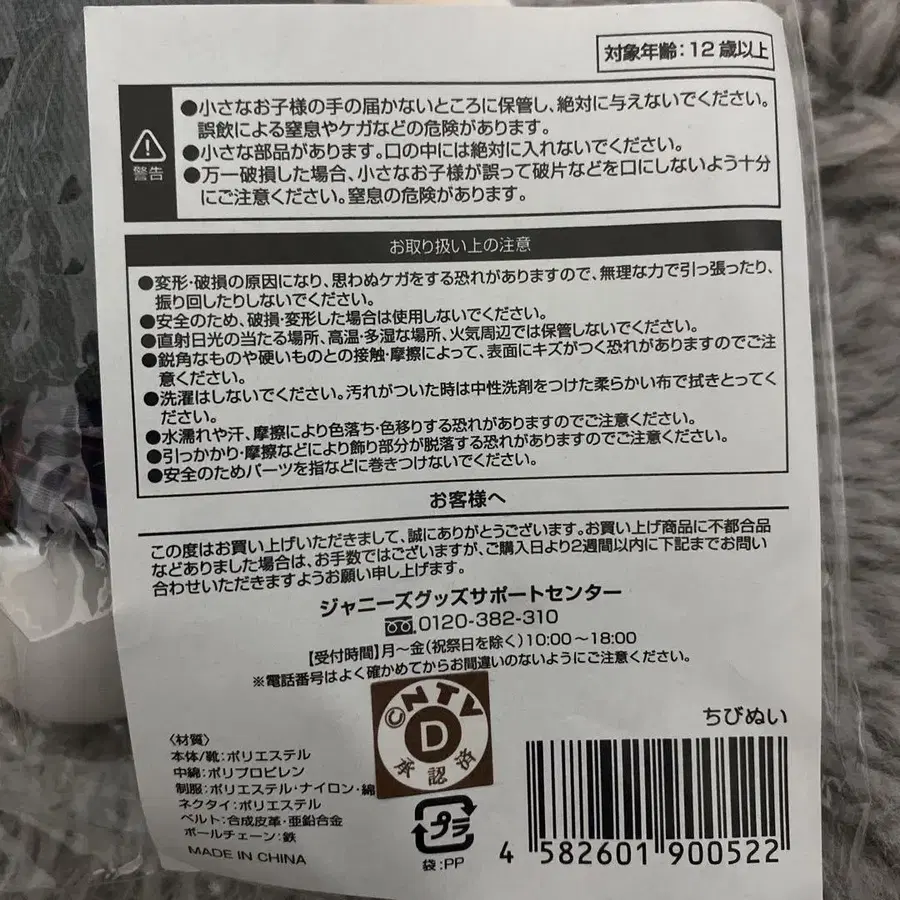 対象年齢：12歳以上
●小さなお子様の手の届かないところに保管し、絶対に与えないでください。
誤飲による窒息やケガなどの危険があります。
●小さな部品があります。口の中には絶対に入れないでください。
●万一破損した場合、小さなお子様が誤って破片などを口にしないよう十分
にご注意ください。窒息の危険があります。
警告
お取り扱い上の注意
●変形・破損の原因になり、思わぬケガをする恐れがありますので、無理な力で引っ張ったり、
振り回したりしないでください。
●安全のため、破損・変形した場合は使用しないでください。
●直射日光の当たる場所、高温・多湿な場所、火気周辺では保管しないでください。
●鋭角なものや硬いものとの接触・摩擦によって、表面にキズがつく恐れがありますのでご注
意ください。
●洗濯はしないでください。汚れがついた時は中性洗剤をつけた柔らかい布で拭きとってく
ださい。
●水濡れや汗、摩擦により色落ち・色移りする恐れがありますのでご注意ください。
●引っかかり・摩擦などにより飾り部分が脱落する恐れがありますのでご注意ください。
●安全のためパーツを指などに巻きつけないでください。
お客様へ
この度はお買い上げいただきまして、誠にありがとうございます。お買い上げ商品に不都合品
などありました場合は、お手数ではございますが、ご購入日より2週間以内に下記までお問い
合わせいただきますようお願い申し上げます。
ジャニーズグッズサポートセンター
0120-382-310
【受付時間】月～金（祝祭日を除く）10:00～18:00
※電話番号はよく確かめてからお間違いのないようにご注意ください。
©NTV
D
承認済
ちびぬい
〈材質〉
本体/靴：ポリエステル
中綿：ポリプロピレン
制服：ポリエステル・ナイロン・綿
ネクタイ：ポリエステル
ベルト：合成皮革・亜鉛合金
ボールチェーン：鉄
MADE IN CHINA
プラ
袋：PP
4 582601 900522